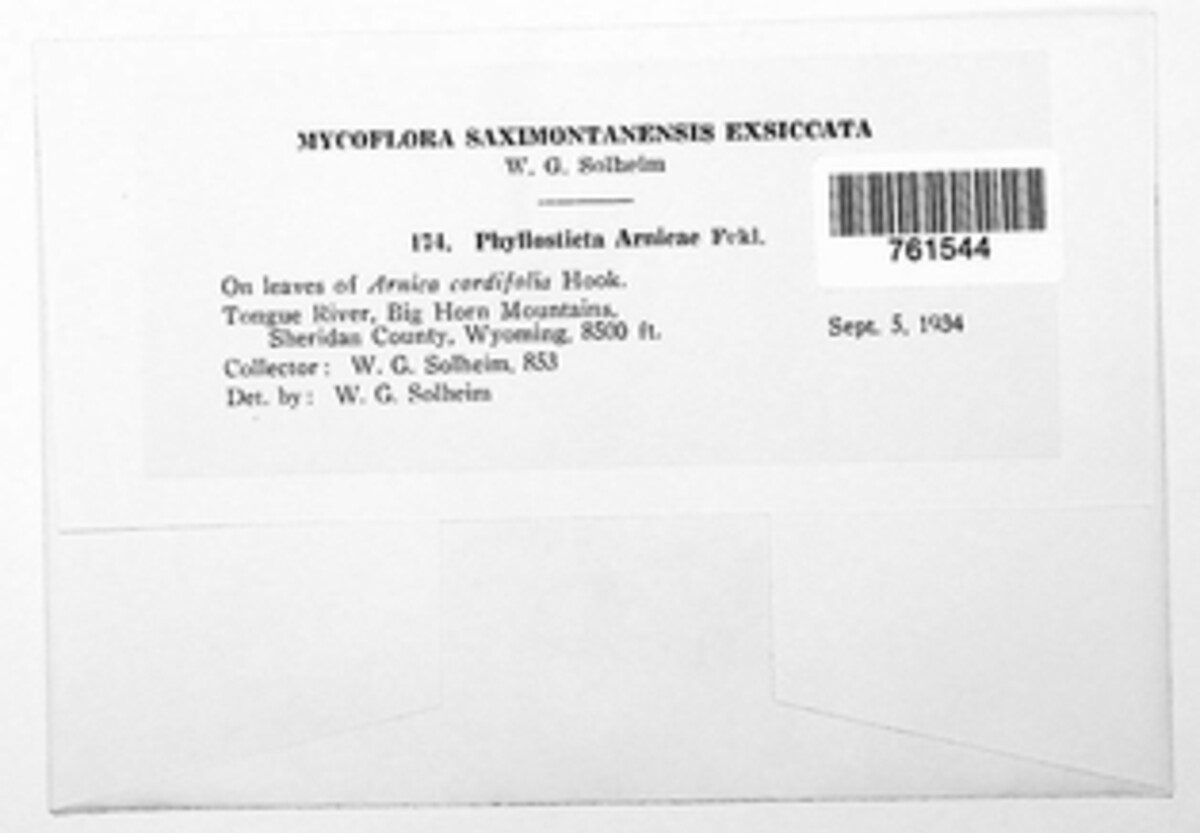 MYCOFLORA SAXIMONTANENSIS EXSICCATA
W. G. Solheim
174. Phyllosticta Arnicae Fckl.
761544
On leaves of Arnica cordifolia Hook.
Tongue River, Big Horn Mountains,
Sheridan County, Wyoming, 8500 ft.
Sept. 5, 1934
Collector: W. G. Solheim, 853
Det. by: W. G. Solheim